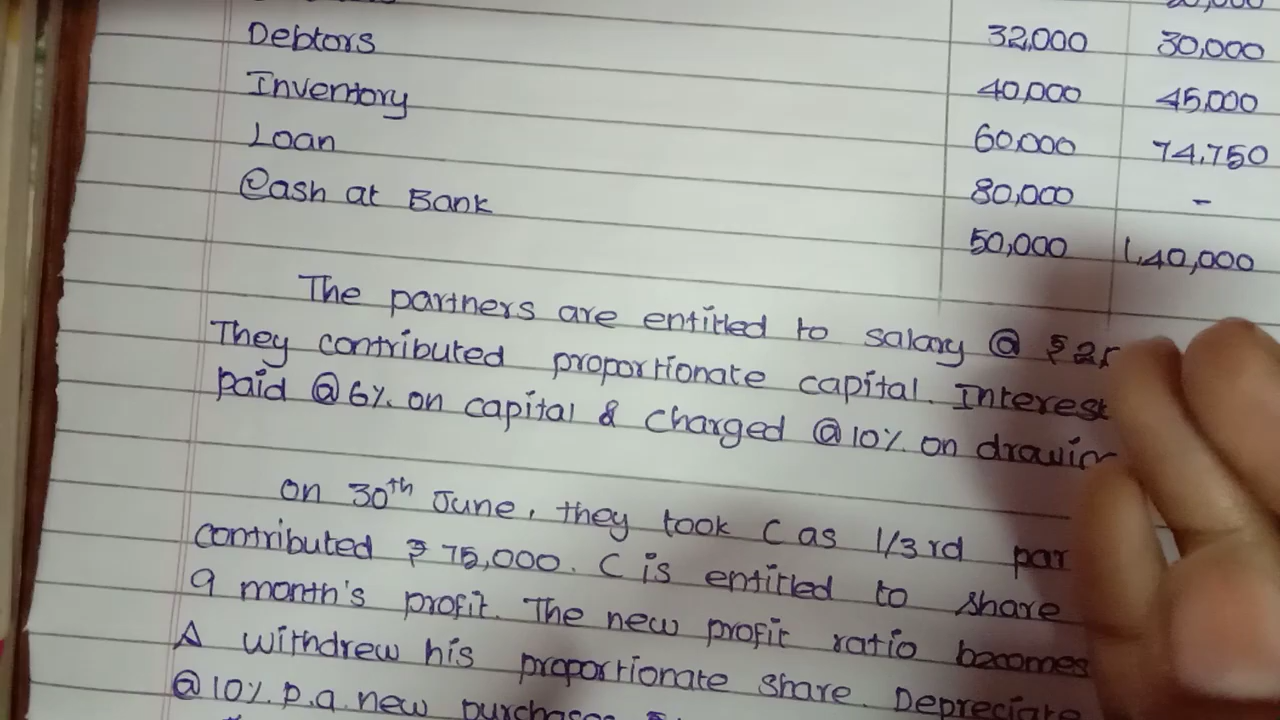 Debtors 32,000 30,000
Inventory 40,000 45,000
Loan 60,000 74,750
Cash at Bank 80,000 -
50,000 1,40,000
The partners are entitled to salary @ ₹
They contributed proportionate capital. Interest
paid @ 6% on capital & charged @ 10% on
On 30th June, they took C as 1/3 rd
contributed ₹ 75,000. C is entitled to share
9 month's profit. The new profit ratio becomes
A withdrew his proportionate share. Depreciate
@ 10% p.a. new